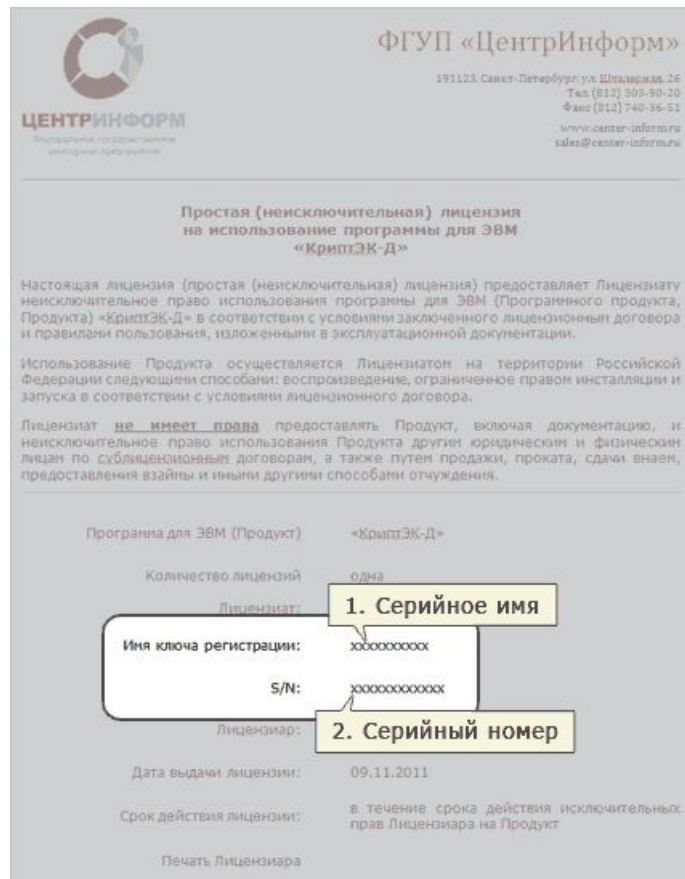 ФГУП «ЦентрИнформ»
191123, Санкт-Петербург, ул. Шпалерная, 26
Тел. (812) 303-90-20
Факс (812) 740-36-51
www.center-inform.ru
sales@center-inform.ru
ЦЕНТРИНФОРМ
Федеральное государственное
унитарное предприятие
Простая (неисключительная) лицензия
на использование программы для ЭВМ
«КриптЭК-Д»
Настоящая лицензия (простая (неисключительная) лицензия) предоставляет Лицензиату
неисключительное право использования программы для ЭВМ (Программного продукта,
Продукта) «КриптЭК-Д» в соответствии с условиями заключенного лицензионным договора
и правилами пользования, изложенными в эксплуатационной документации.
Использование Продукта осуществляется Лицензиатом на территории Российской
Федерации следующими способами: воспроизведение, ограниченное правом инсталляции и
запуска в соответствии с условиями лицензионного договора.
Лицензиат не имеет права предоставлять Продукт, включая документацию, и
неисключительное право использования Продукта другим юридическим и физическим
лицам по сублицензионным договорам, а также путем продажи, проката, сдачи внаем,
предоставления взаймы и иными другими способами отчуждения.
Программа для ЭВМ (Продукт) «КриптЭК-Д»
Количество лицензий одна
Лицензиат:
1. Серийное имя
Имя ключа регистрации: xxxxxxxxxx
S/N: xxxxxxxxxxxx
2. Серийный номер
Лицензиар:
Дата выдачи лицензии: 09.11.2011
Срок действия лицензии: в течение срока действия исключительных
прав Лицензиара на Продукт
Печать Лицензиара